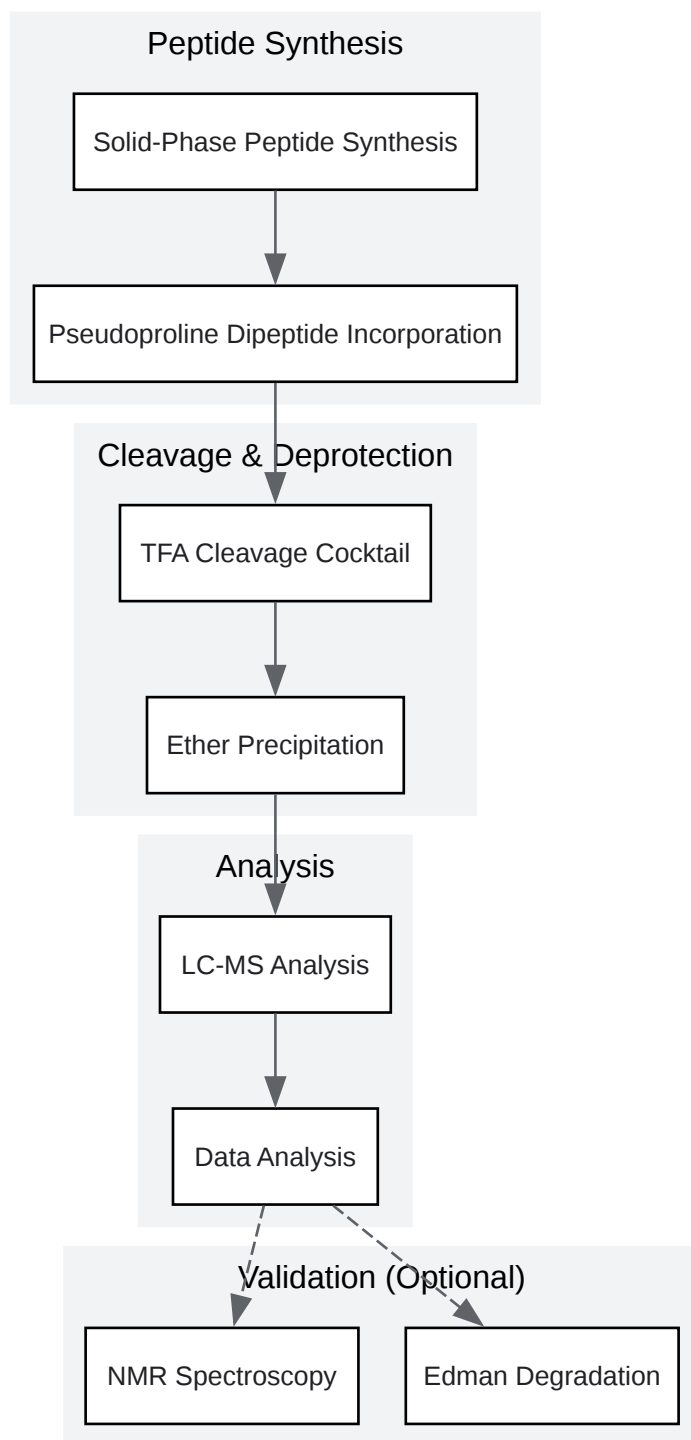 Peptide Synthesis
Solid-Phase Peptide Synthesis
Pseudoproline Dipeptide Incorporation
Cleavage & Deprotection
TFA Cleavage Cocktail
Ether Precipitation
Analysis
LC-MS Analysis
Data Analysis
Validation (Optional)
NMR Spectroscopy
Edman Degradation